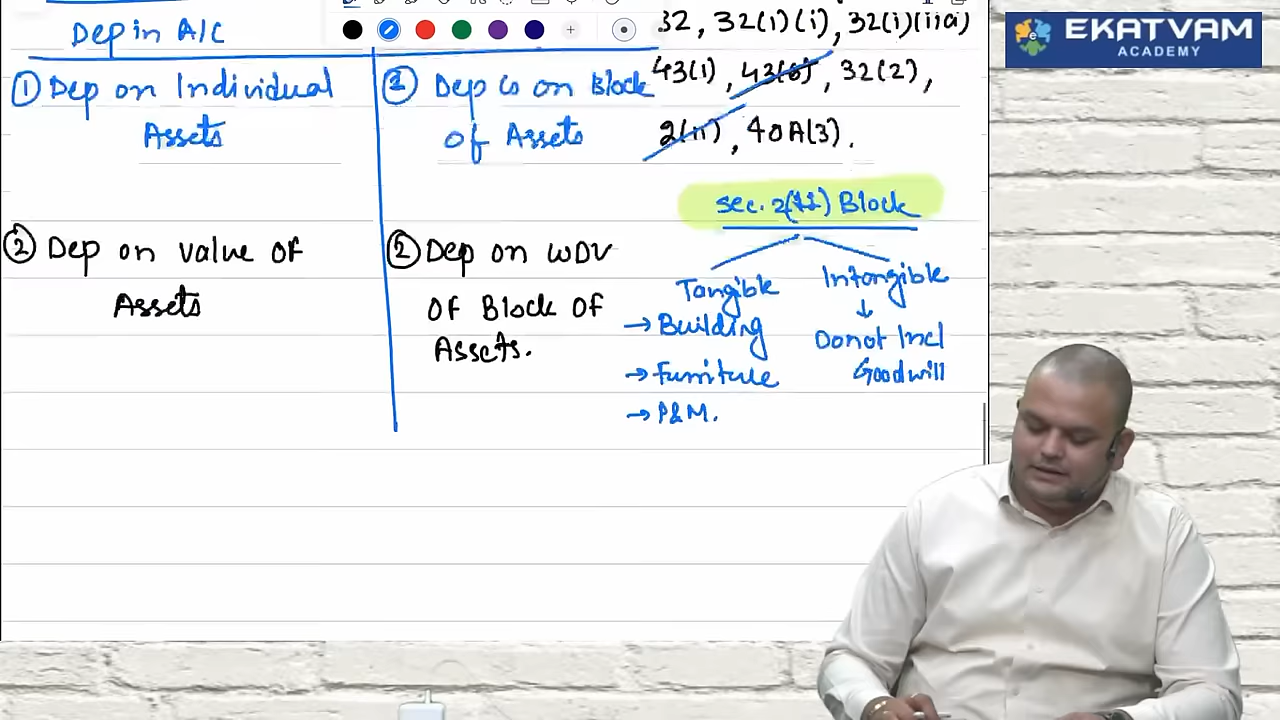 Dep in A/C
① Dep on Individual
Assets
② Dep on value of
Assets
① Dep is on Block
of Assets
② Dep on WDV
of Block of
Assets.
32, 32(1)(i), 32(1)(iia)
43(1), 43(6), 32(2),
2(11), 40A(3).
sec. 2(11) Block
Tangible
→ Building
→ Furniture
→ P&M.
Intangible
↓
Donot Incl
Goodwill
EKATVAM
ACADEMY